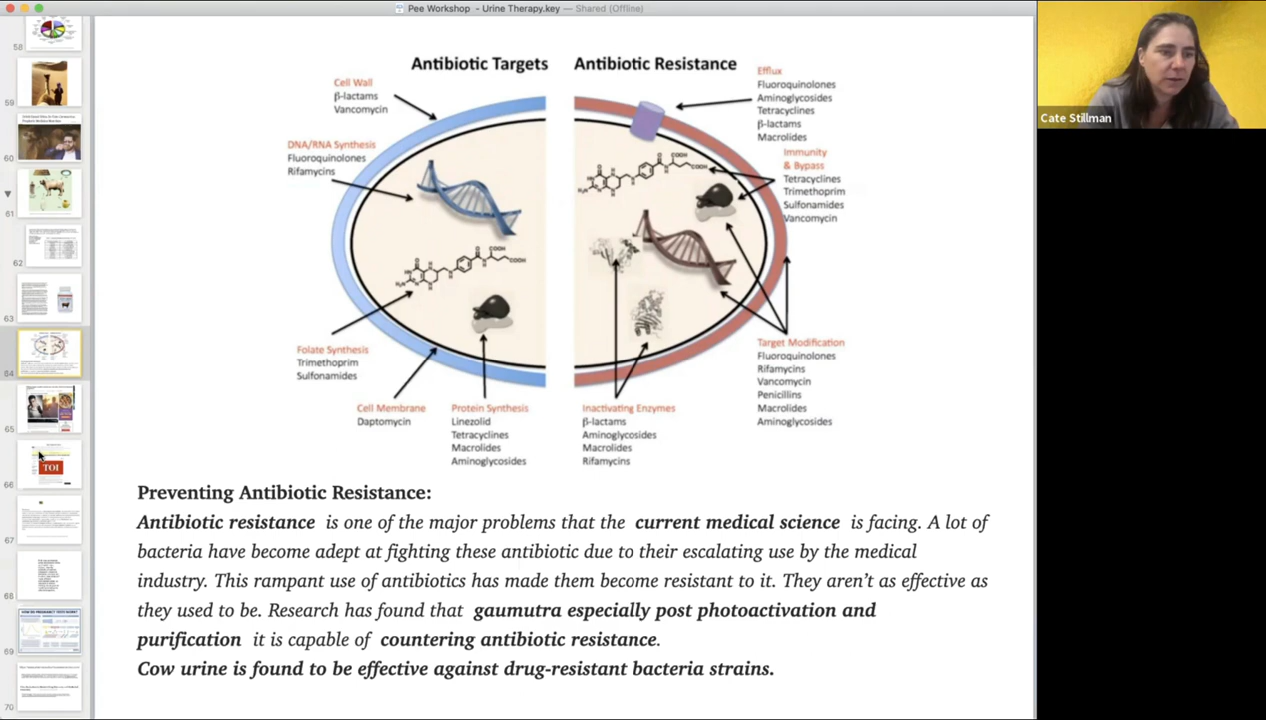 Pee Workshop - Urine Therapy.key — Shared (Offline)
58
59
60
61
62
63
64
65
66
TOI
67
68
69
70
Antibiotic Targets
Antibiotic Resistance
Cell Wall
β-lactams
Vancomycin
DNA/RNA Synthesis
Fluoroquinolones
Rifamycins
Folate Synthesis
Trimethoprim
Sulfonamides
Cell Membrane
Daptomycin
Protein Synthesis
Linezolid
Tetracyclines
Macrolides
Aminoglycosides
COOH
COOH
H₂N
COOH
COOH
H₂N
Efflux
Fluoroquinolones
Aminoglycosides
Tetracyclines
β-lactams
Macrolides
Immunity
& Bypass
Tetracyclines
Trimethoprim
Sulfonamides
Vancomycin
Inactivating Enzymes
β-lactams
Aminoglycosides
Macrolides
Rifamycins
Target Modification
Fluoroquinolones
Rifamycins
Vancomycin
Penicillins
Macrolides
Aminoglycosides
Preventing Antibiotic Resistance:
Antibiotic resistance is one of the major problems that the current medical science is facing. A lot of
bacteria have become adept at fighting these antibiotic due to their escalating use by the medical
industry. This rampant use of antibiotics has made them become resistant to it. They aren't as effective as
they used to be. Research has found that gaumutra especially post photoactivation and
purification it is capable of countering antibiotic resistance.
Cow urine is found to be effective against drug-resistant bacteria strains.
Cate Stillman